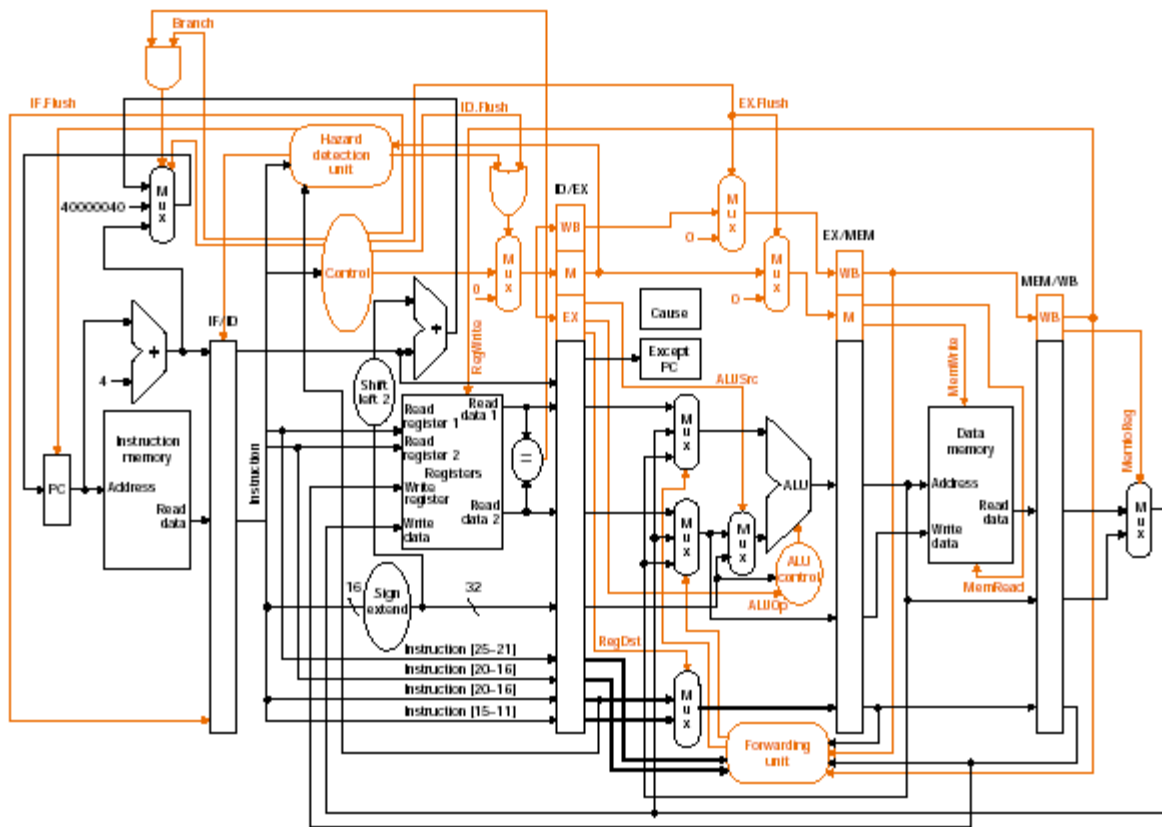 Branch
IF.Flush
ID.Flush
EX.Flush
Hazard
detection
unit
M
u
x
40000040
ID/EX
M
u
x
0
WB
EX/MEM
Control
M
u
x
0
M
M
u
x
0
WB
MEM/WB
EX
M
WB
IF/ID
+
4
+
RegWrite
Cause
Except
PC
Shift
left 2
ALUSrc
MemWrite
MemtoReg
Instruction
memory
Address
Read
data
PC
Instruction
Read
register 1
Read
data 1
Read
register 2
Registers
Write
register
Read
data 2
Write
data
=
M
u
x
M
u
x
M
u
x
ALU
ALU
control
ALUOp
Data
memory
Address
Read
data
Write
data
MemRead
M
u
x
16
Sign
extend
32
RegDst
Instruction [25–21]
Instruction [20–16]
Instruction [20–16]
Instruction [15–11]
M
u
x
Forwarding
unit